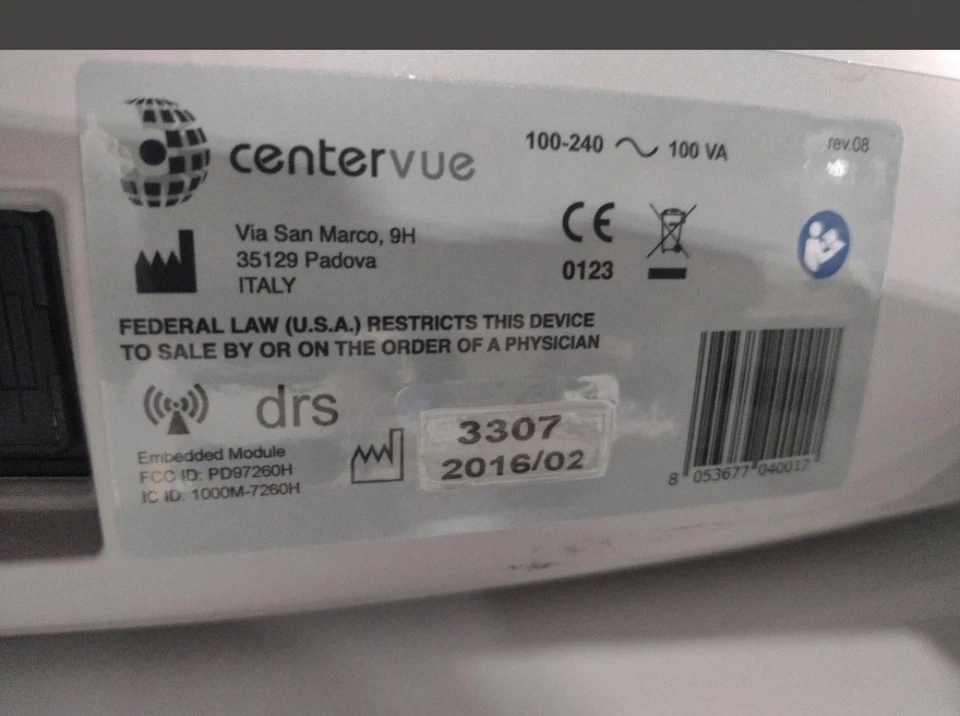 centervue
100-240 ~ 100 VA
rev.08
Via San Marco, 9H
35129 Padova
ITALY
CE
0123
FEDERAL LAW (U.S.A.) RESTRICTS THIS DEVICE
TO SALE BY OR ON THE ORDER OF A PHYSICIAN
drs
Embedded Module
FCC ID: PD97260H
IC ID: 1000M-7260H
3307
2016/02
8 053677 040017